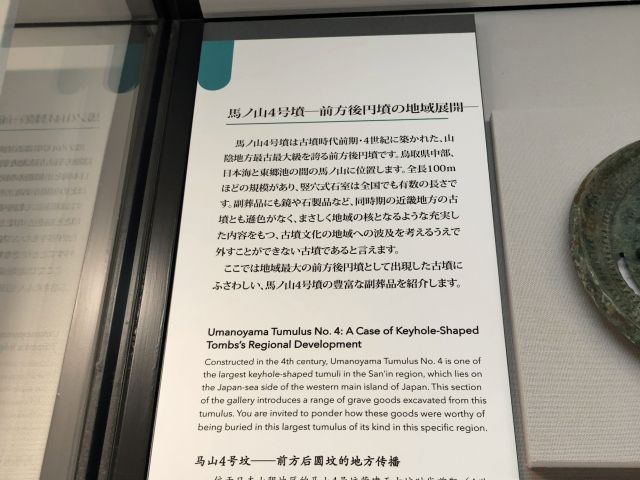 馬ノ山4号墳―前方後円墳の地域展開―
馬ノ山4号墳は古墳時代前期・4世紀に築かれた、山
陰地方最古最大級を誇る前方後円墳です。鳥取県中部、
日本海と東郷池の間の馬ノ山に位置します。全長100m
ほどの規模があり、竪穴式石室は全国でも有数の長さで
す。副葬品にも鏡や石製品など、同時期の近畿地方の古
墳とも遜色がなく、まさしく地域の核となるような充実し
た内容をもつ、古墳文化の地域への波及を考えるうえで
外すことができない古墳であると言えます。
ここでは地域最大の前方後円墳として出現した古墳に
ふさわしい、馬ノ山4号墳の豊富な副葬品を紹介します。
Umanoyama Tumulus No. 4: A Case of Keyhole-Shaped
Tombs's Regional Development
Constructed in the 4th century, Umanoyama Tumulus No. 4 is one of
the largest keyhole-shaped tumuli in the San'in region, which lies on
the Japan-sea side of the western main island of Japan. This section
of the gallery introduces a range of grave goods excavated from this
tumulus. You are invited to ponder how these goods were worthy of
being buried in this largest tumulus of its kind in this specific region.
马山4号坟——前方后圆坟的地方传播